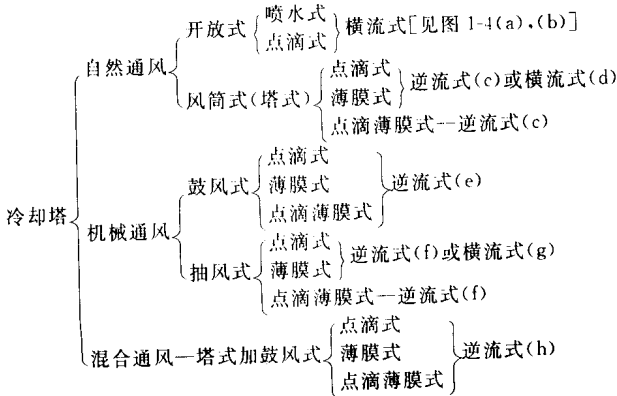 喷水式
开放式
横流式[见图 1-4(a),(b)]
点滴式
自然通风
点滴式
风筒式(塔式)
薄膜式
逆流式(c)或横流式(d)
点滴薄膜式—逆流式(c)
冷却塔
机械通风
点滴式
鼓风式
薄膜式
逆流式(e)
点滴薄膜式
点滴式
抽风式
薄膜式
逆流式(f)或横流式(g)
点滴薄膜式—逆流式(f)
混合通风—塔式加鼓风式
点滴式
薄膜式
逆流式(h)
点滴薄膜式